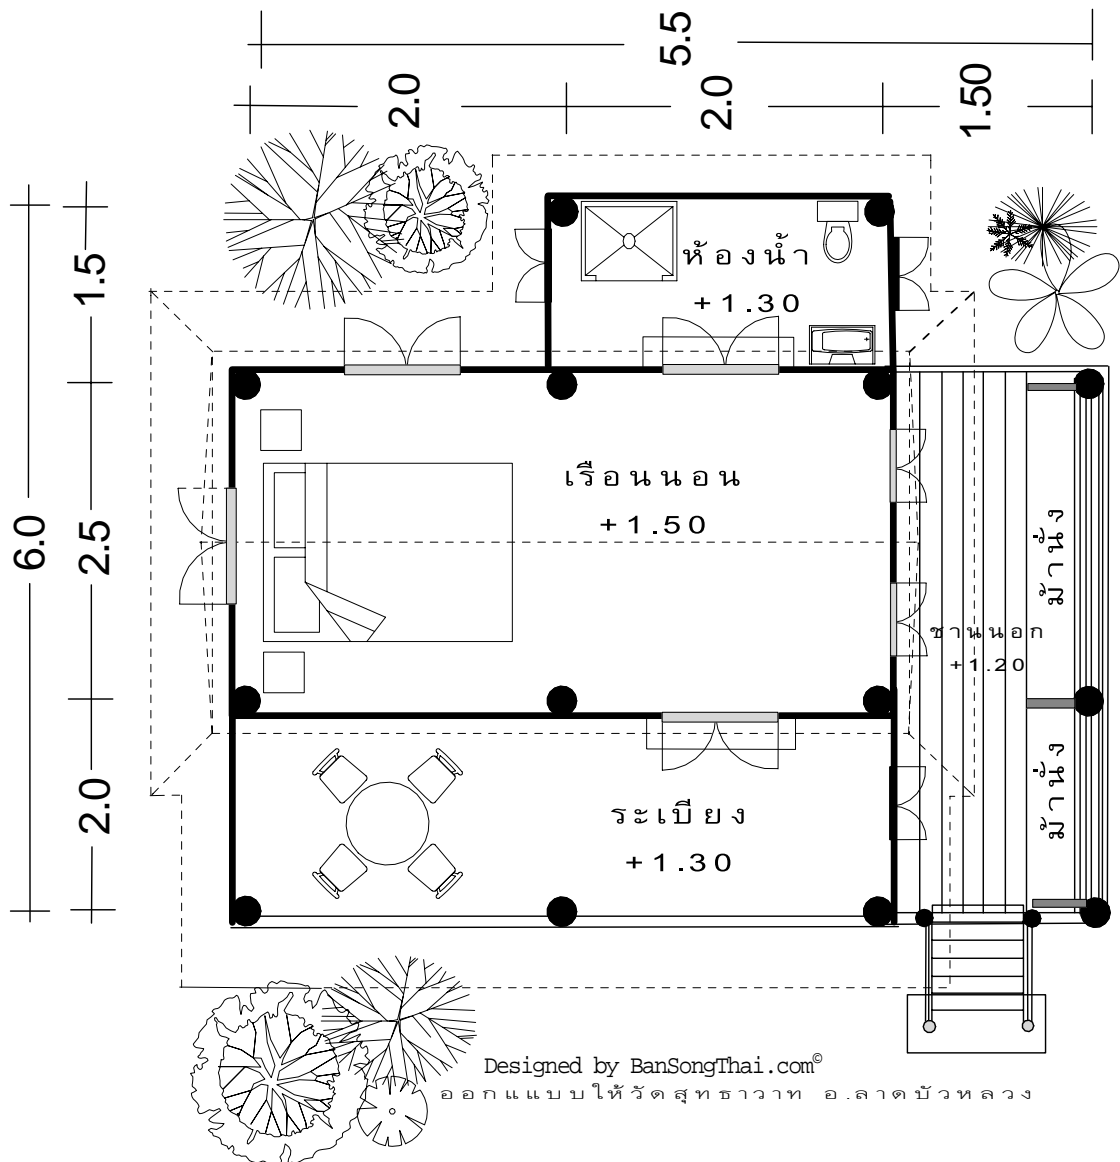 5.5
2.0
2.0
1.50
1.5
2.5
2.0
6.0
ห้องน้ำ
+1.30
เรือนนอน
+1.50
ม้านั่ง
ชานนอก
+1.20
ม้านั่ง
ระเบียง
+1.30
Designed by BanSongThai.com©
ออกแแบบให้วัดสุทธาวาท อ.ลาดบัวหลวง